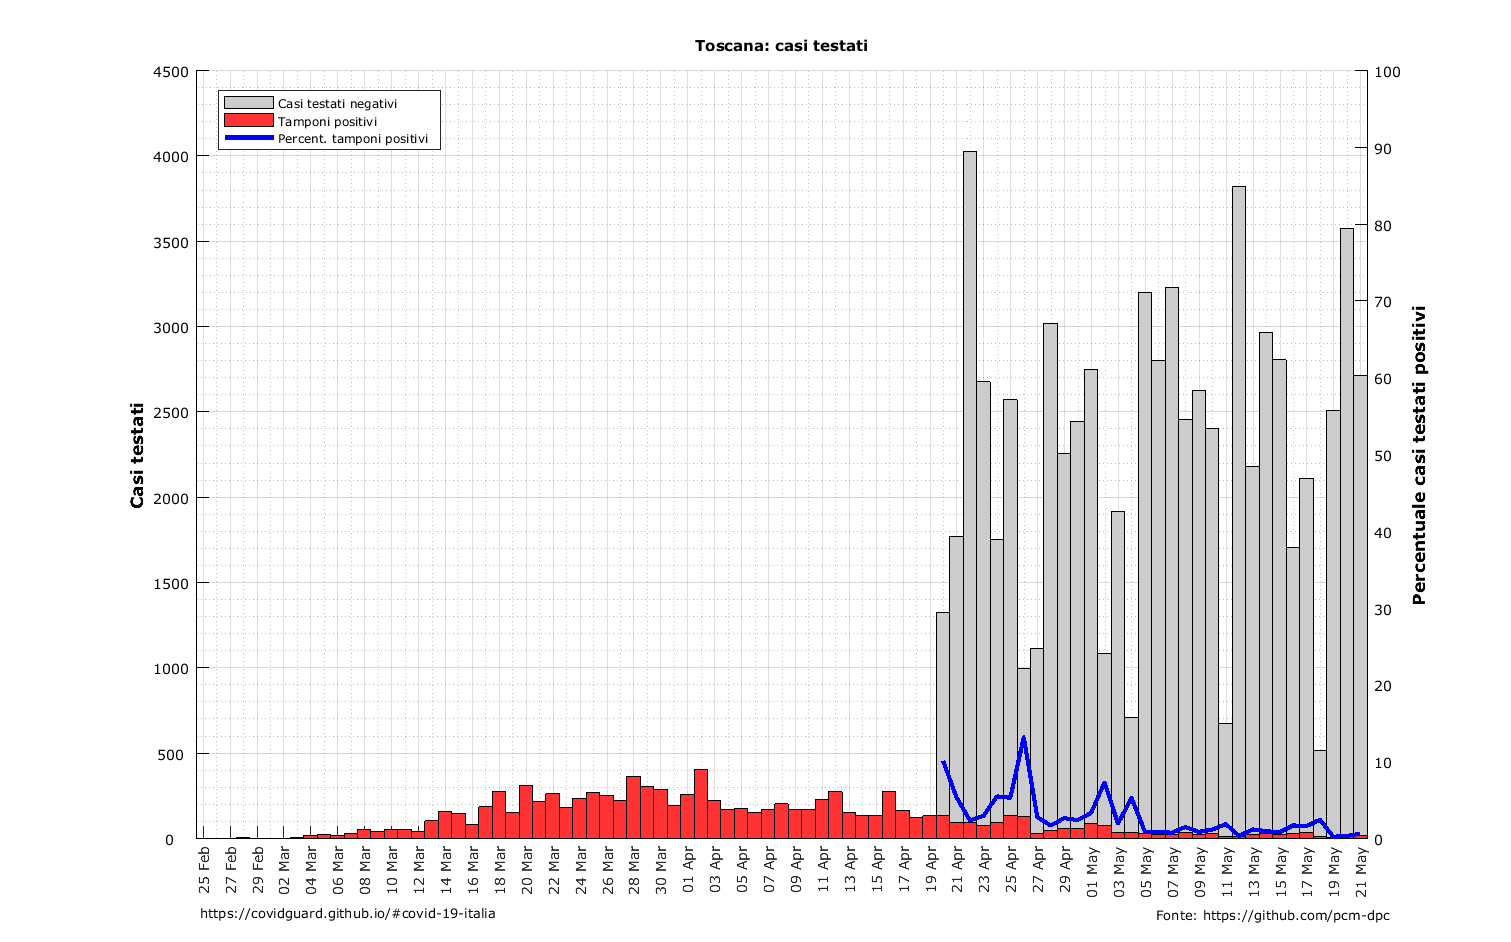 Toscana: casi testati
Casi testati negativi
Tamponi positivi
Percent. tamponi positivi
Casi testati
4500
4000
3500
3000
2500
2000
1500
1000
500
0
100
90
80
70
60
50
40
30
20
10
0
Percentuale casi testati positivi
25 Feb
27 Feb
29 Feb
02 Mar
04 Mar
06 Mar
08 Mar
10 Mar
12 Mar
14 Mar
16 Mar
18 Mar
20 Mar
22 Mar
24 Mar
26 Mar
28 Mar
30 Mar
01 Apr
03 Apr
05 Apr
07 Apr
09 Apr
11 Apr
13 Apr
15 Apr
17 Apr
19 Apr
21 Apr
23 Apr
25 Apr
27 Apr
29 Apr
01 May
03 May
05 May
07 May
09 May
11 May
13 May
15 May
17 May
19 May
21 May
https://covidguard.github.io/#covid-19-italia
Fonte: https://github.com/pcm-dpc